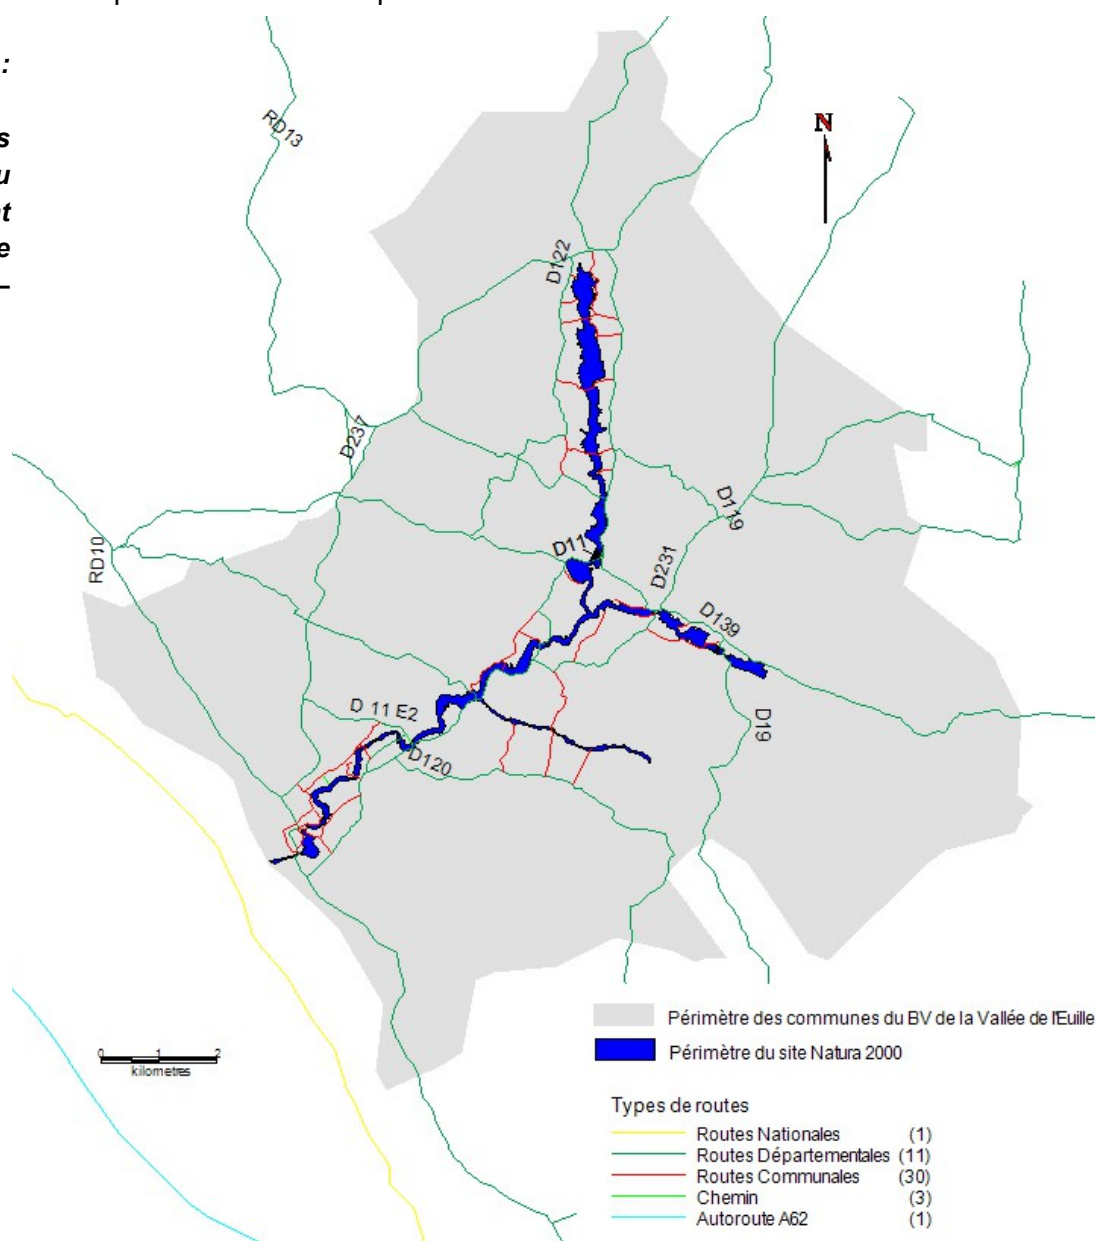 :
s
u
t
e
–
RD13
N
D122
D237
D119
RD10
D11
D231
D139
D 11 E2
D19
D120
0 1 2
kilometres
Périmètre des communes du BV de la Vallée de l'Euille
Périmètre du site Natura 2000
Types de routes
Routes Nationales (1)
Routes Départementales (11)
Routes Communales (30)
Chemin (3)
Autoroute A62 (1)